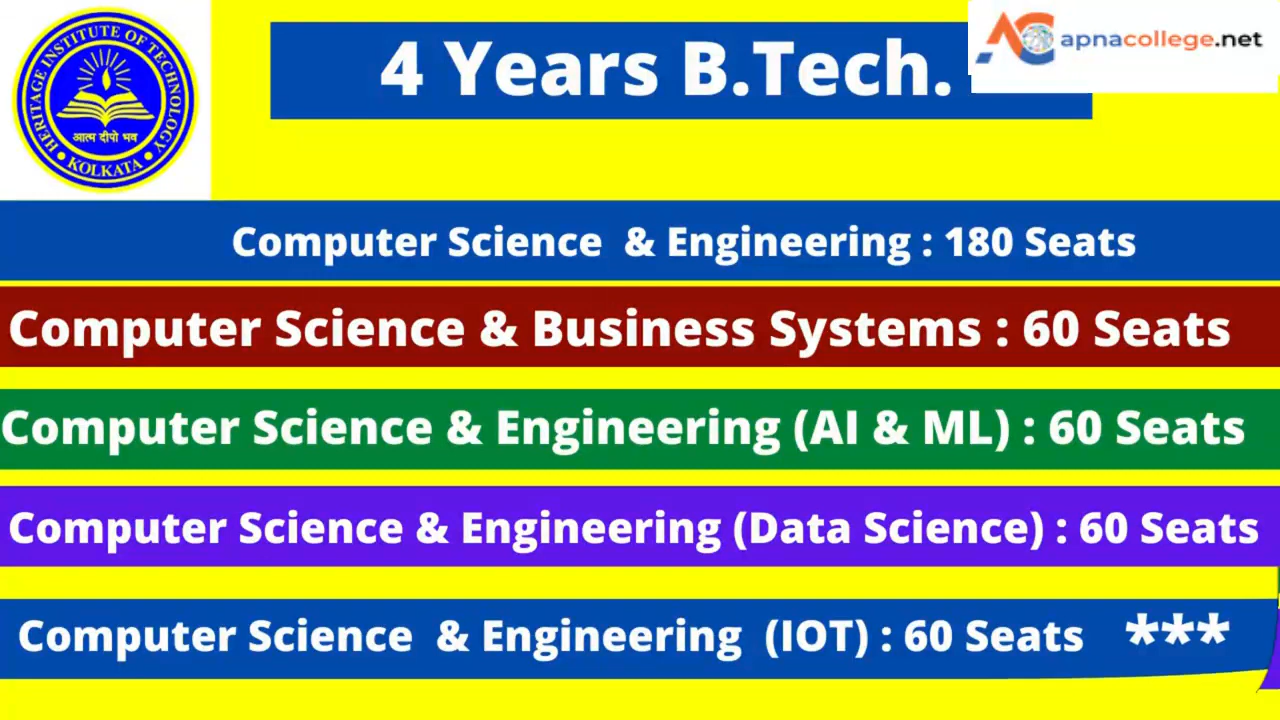 HERITAGE INSTITUTE OF TECHNOLOGY
आत्म दीपो भव
• KOLKATA •
4 Years B.Tech.
apnacollege.net
Computer Science & Engineering : 180 Seats
Computer Science & Business Systems : 60 Seats
Computer Science & Engineering (AI & ML) : 60 Seats
Computer Science & Engineering (Data Science) : 60 Seats
Computer Science & Engineering (IOT) : 60 Seats ***